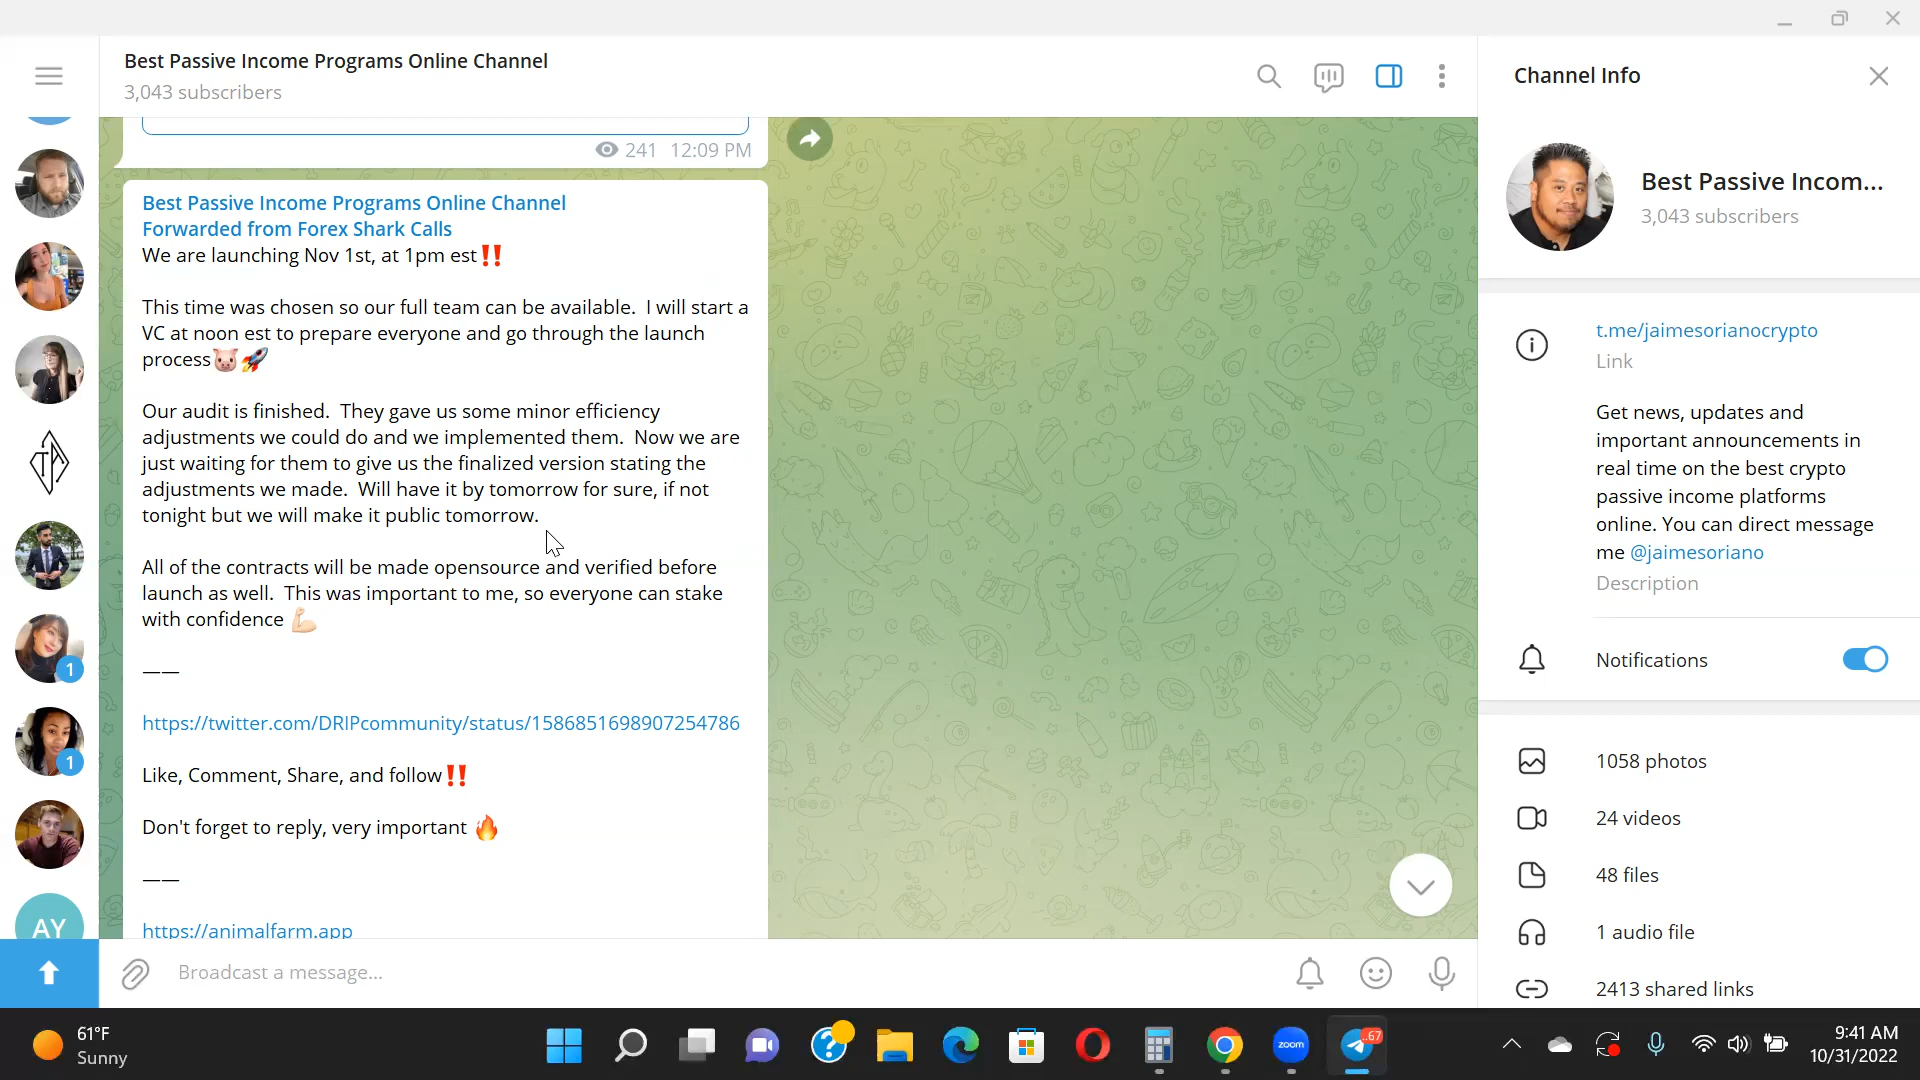 Best Passive Income Programs Online Channel
3,043 subscribers
241 12:09 PM
Best Passive Income Programs Online Channel
Forwarded from Forex Shark Calls
We are launching Nov 1st, at 1pm est‼️
This time was chosen so our full team can be available. I will start a
VC at noon est to prepare everyone and go through the launch
process🐷🚀
Our audit is finished. They gave us some minor efficiency
adjustments we could do and we implemented them. Now we are
just waiting for them to give us the finalized version stating the
adjustments we made. Will have it by tomorrow for sure, if not
tonight but we will make it public tomorrow.
All of the contracts will be made opensource and verified before
launch as well. This was important to me, so everyone can stake
with confidence 💪🏻
——
https://twitter.com/DRIPcommunity/status/1586851698907254786
Like, Comment, Share, and follow‼️
Don't forget to reply, very important 🔥
——
https://animalfarm.app
Broadcast a message...
Channel Info
Best Passive Incom...
3,043 subscribers
t.me/jaimesorianocrypto
Link
Get news, updates and
important announcements in
real time on the best crypto
passive income platforms
online. You can direct message
me @jaimesoriano
Description
Notifications
1058 photos
24 videos
48 files
1 audio file
2413 shared links
TA
1
1
AY
61°F
Sunny
zoom
..67
9:41 AM
10/31/2022